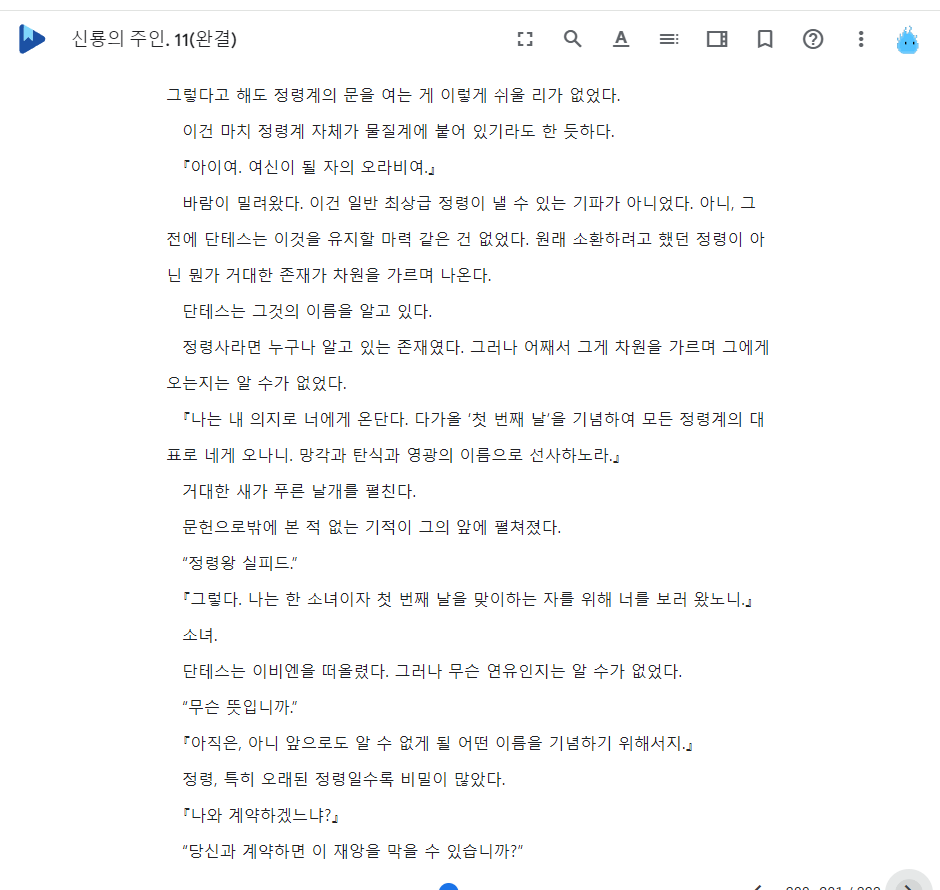 신룡의 주인. 11(완결)
그렇다고 해도 정령계의 문을 여는 게 이렇게 쉬울 리가 없었다.
이건 마치 정령계 자체가 물질계에 붙어 있기라도 한 듯하다.
『아이여. 여신이 될 자의 오라비여.』
바람이 밀려왔다. 이건 일반 최상급 정령이 낼 수 있는 기파가 아니었다. 아니, 그
전에 단테스는 이것을 유지할 마력 같은 건 없었다. 원래 소환하려고 했던 정령이 아
닌 뭔가 거대한 존재가 차원을 가르며 나온다.
단테스는 그것의 이름을 알고 있다.
정령사라면 누구나 알고 있는 존재였다. 그러나 어째서 그게 차원을 가르며 그에게
오는지는 알 수가 없었다.
『나는 내 의지로 너에게 온단다. 다가올 ‘첫 번째 날’을 기념하여 모든 정령계의 대
표로 네게 오나니. 망각과 탄식과 영광의 이름으로 선사하노라.』
거대한 새가 푸른 날개를 펼친다.
문헌으로밖에 본 적 없는 기적이 그의 앞에 펼쳐졌다.
“정령왕 실피드.”
『그렇다. 나는 한 소녀이자 첫 번째 날을 맞이하는 자를 위해 너를 보러 왔노니.』
소녀.
단테스는 이비엔을 떠올렸다. 그러나 무슨 연유인지는 알 수가 없었다.
“무슨 뜻입니까.”
『아직은, 아니 앞으로도 알 수 없게 될 어떤 이름을 기념하기 위해서지.』
정령, 특히 오래된 정령일수록 비밀이 많았다.
『나와 계약하겠느냐?』
“당신과 계약하면 이 재앙을 막을 수 있습니까?”